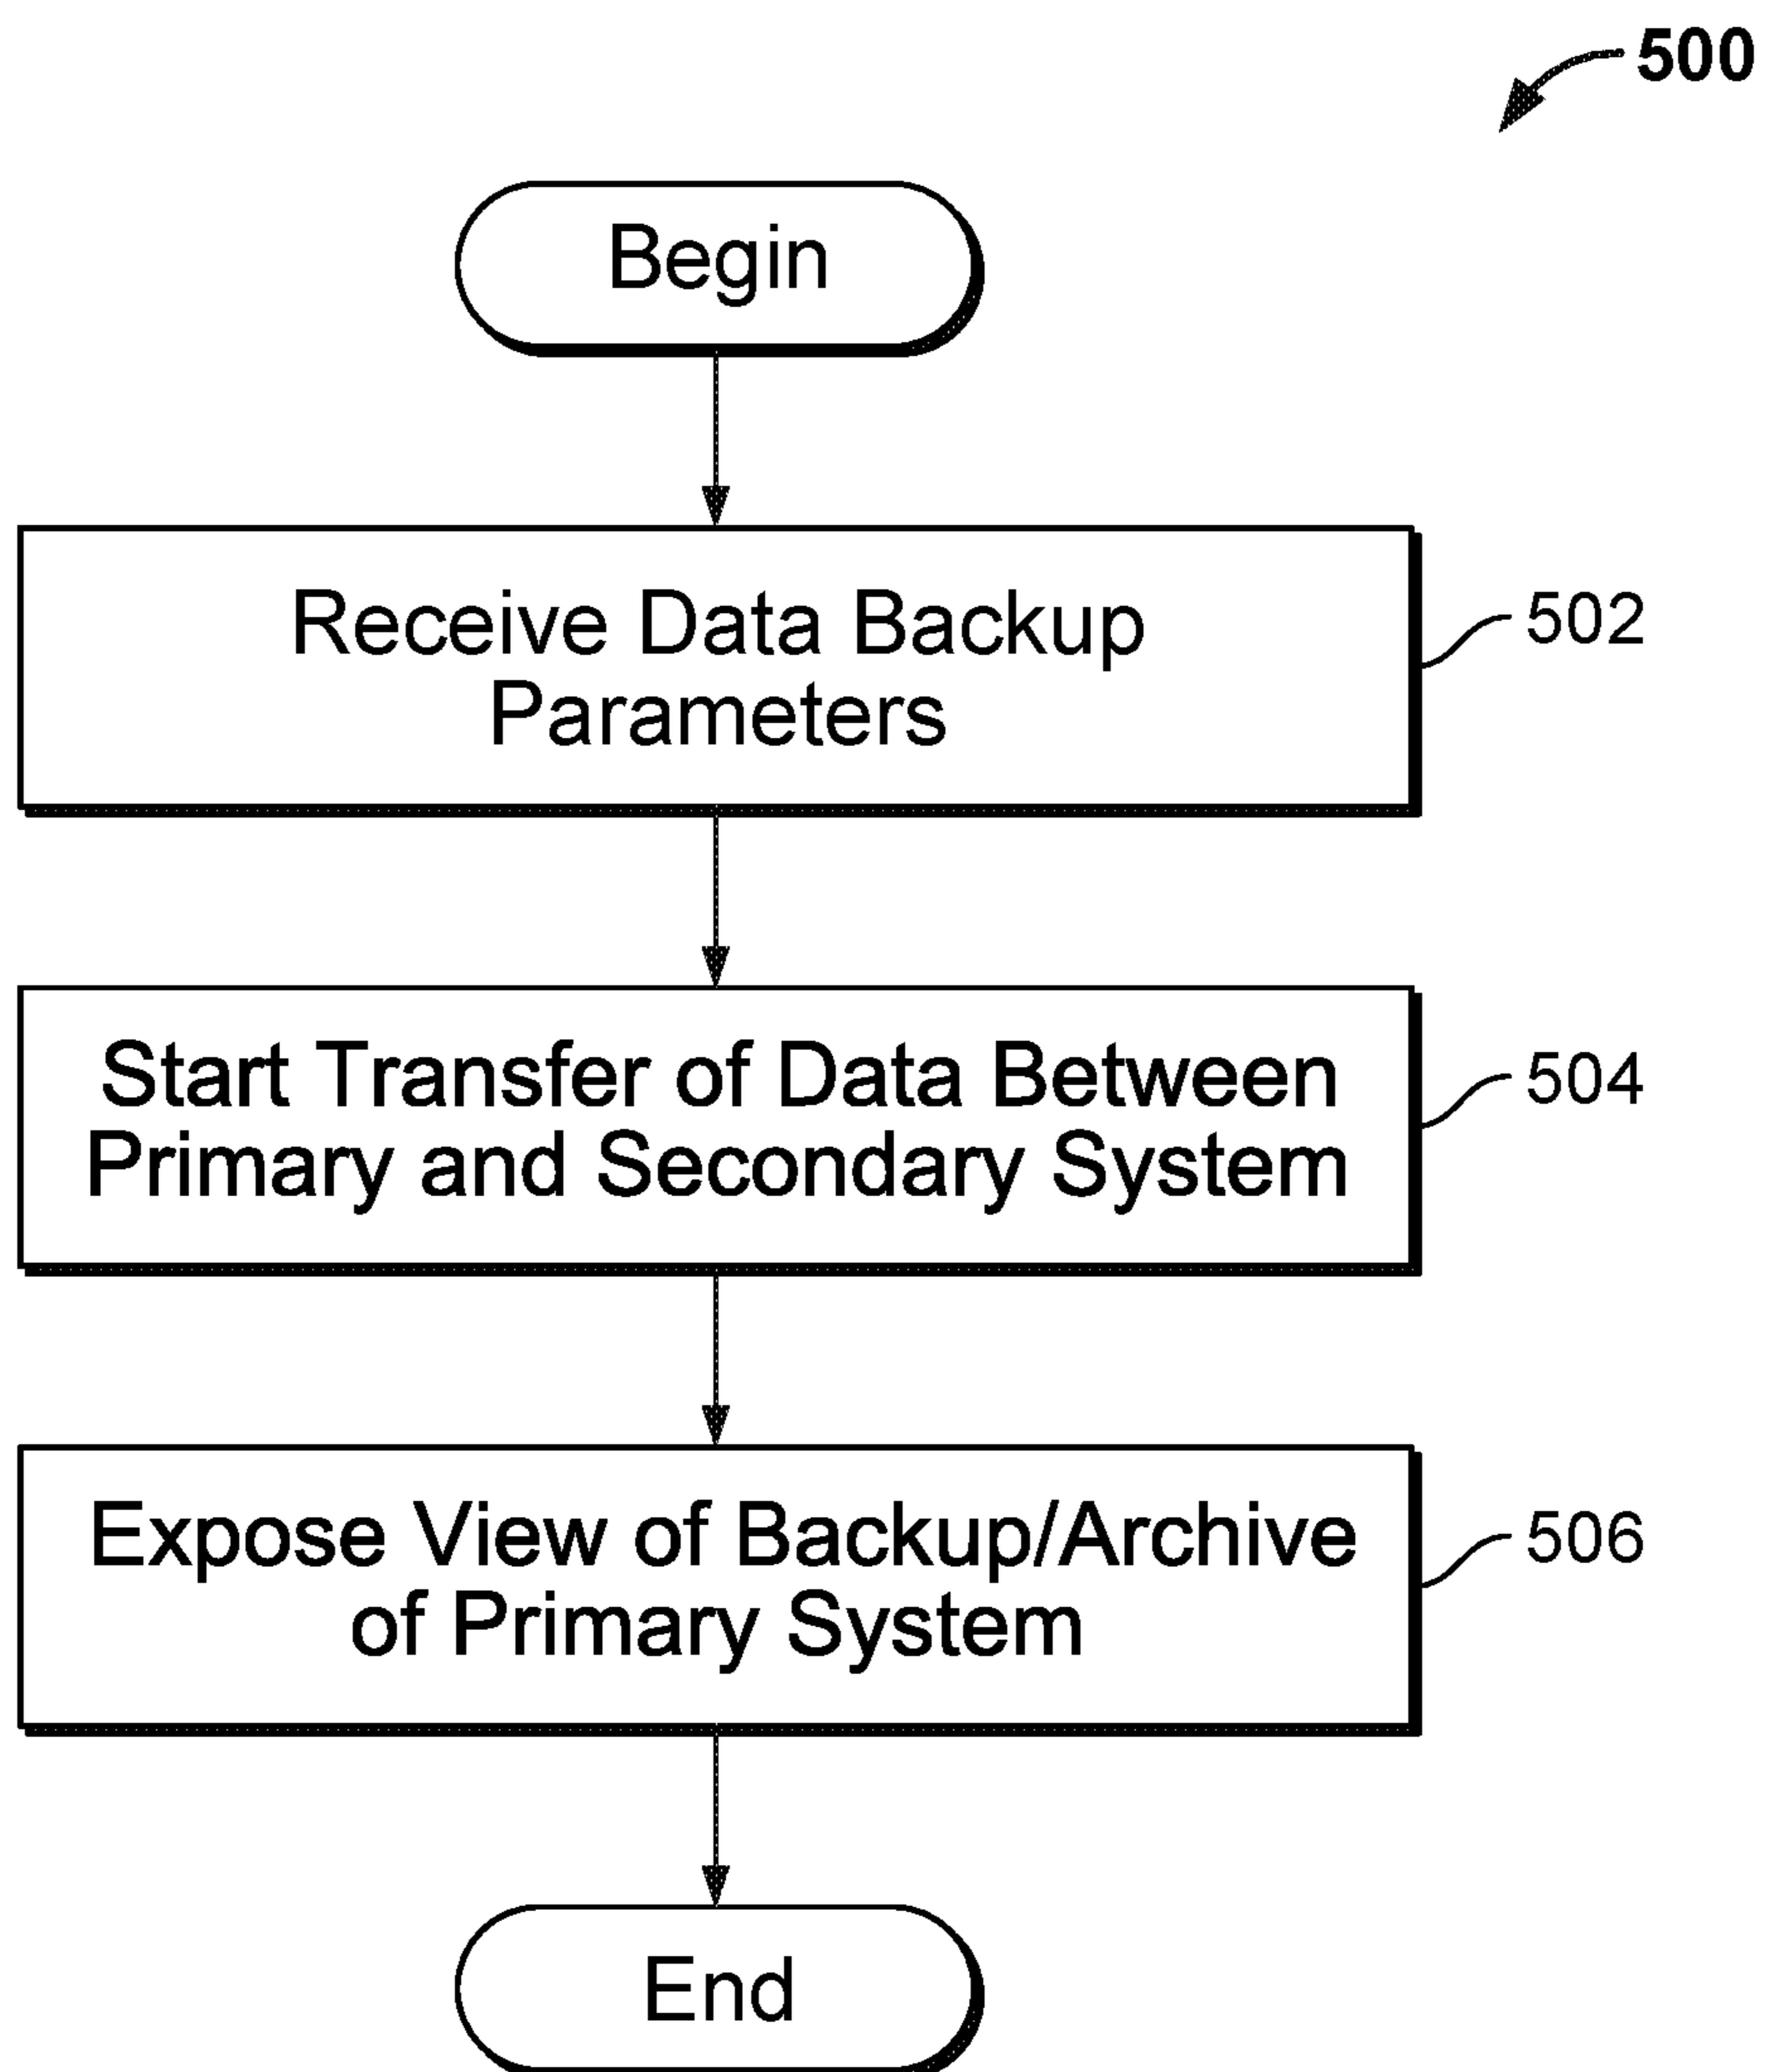 500
Begin
Receive Data Backup
Parameters
502
Start Transfer of Data Between
Primary and Secondary System
504
Expose View of Backup/Archive
of Primary System
506
End